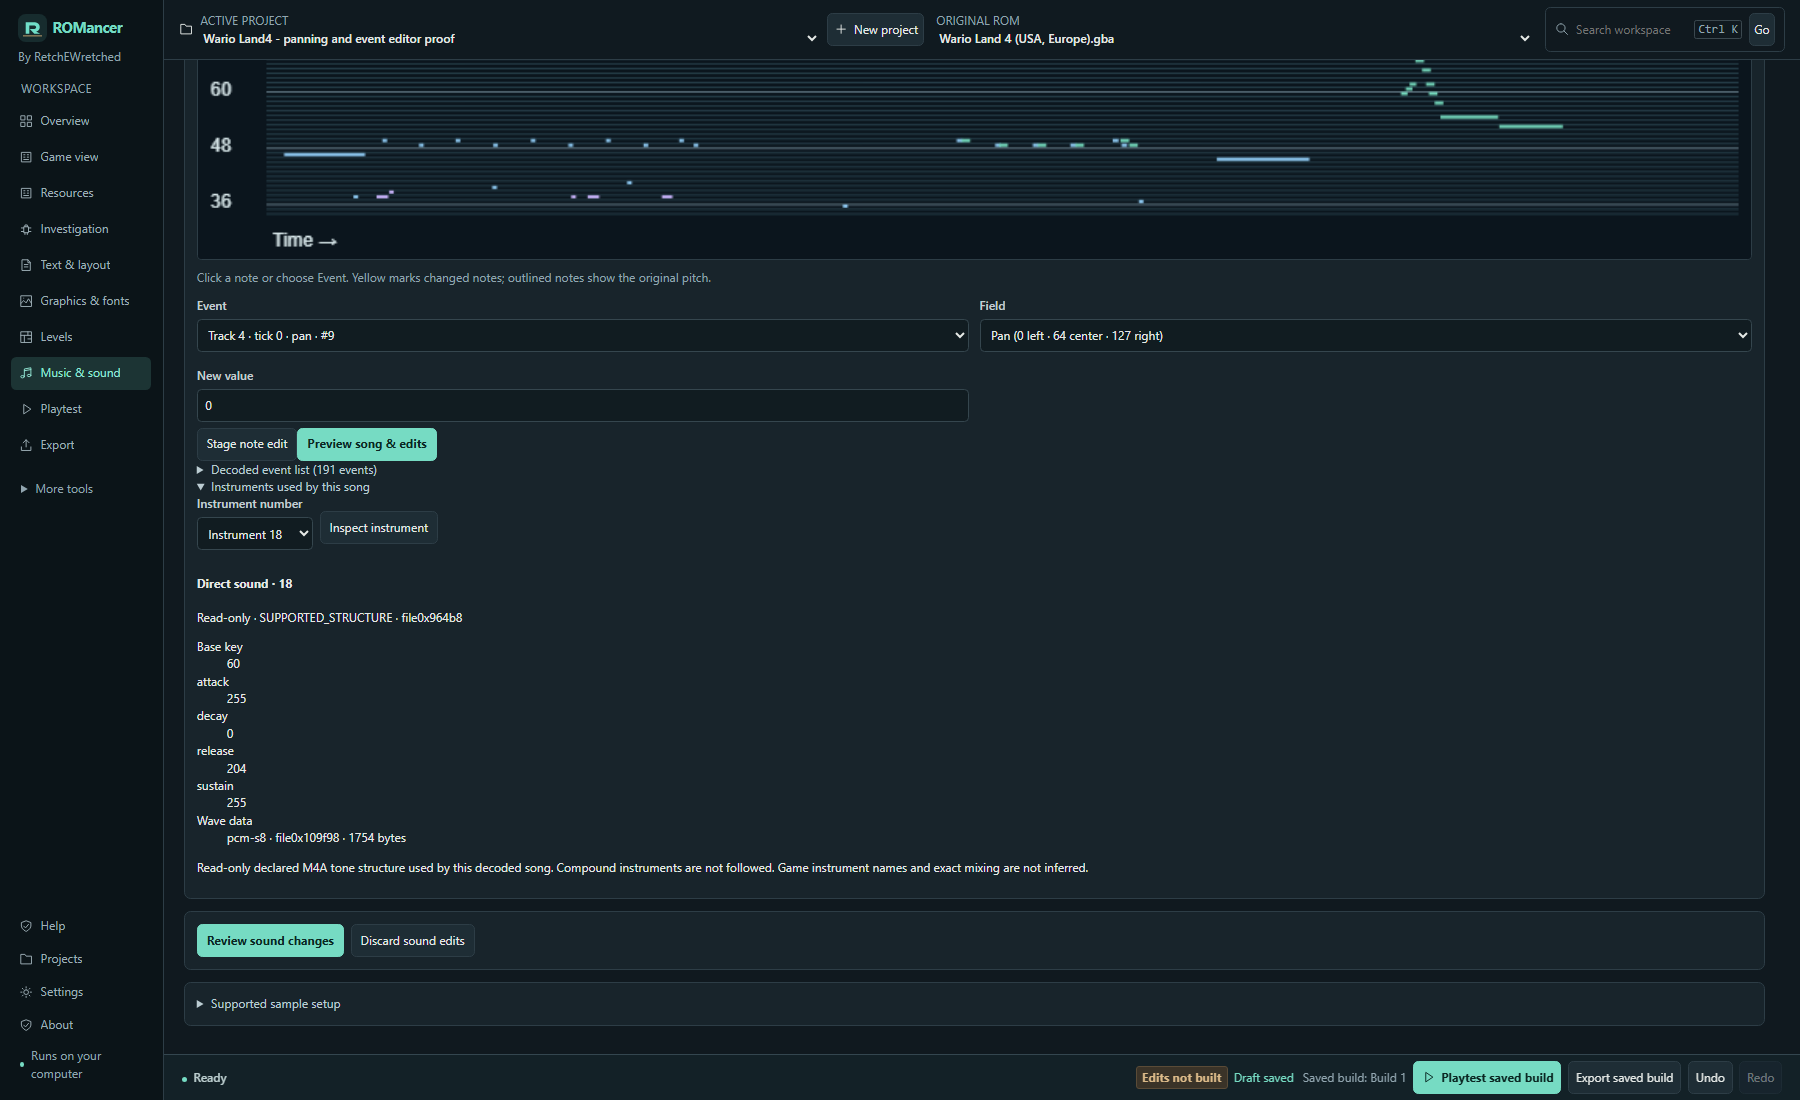 ROMancer
By RetchEWretched
WORKSPACE
Overview
Game view
Resources
Investigation
Text & layout
Graphics & fonts
Levels
Music & sound
Playtest
Export
More tools
Help
Projects
Settings
About
Runs on your
computer
ACTIVE PROJECT
Wario Land4 - panning and event editor proof
New project
ORIGINAL ROM
Wario Land 4 (USA, Europe).gba
Search workspace
Ctrl K
Go
60
48
36
Time →
Click a note or choose Event. Yellow marks changed notes; outlined notes show the original pitch.
Event
Field
Track 4 · tick 0 · pan · #9
Pan (0 left · 64 center · 127 right)
New value
0
Stage note edit
Preview song & edits
Decoded event list (191 events)
Instruments used by this song
Instrument number
Instrument 18
Inspect instrument
Direct sound · 18
Read-only · SUPPORTED_STRUCTURE · file0x964b8
Base key
60
attack
255
decay
0
release
204
sustain
255
Wave data
pcm-s8 · file0x109f98 · 1754 bytes
Read-only declared M4A tone structure used by this decoded song. Compound instruments are not followed. Game instrument names and exact mixing are not inferred.
Review sound changes
Discard sound edits
Supported sample setup
Ready
Edits not built
Draft saved
Saved build: Build 1
Playtest saved build
Export saved build
Undo
Redo